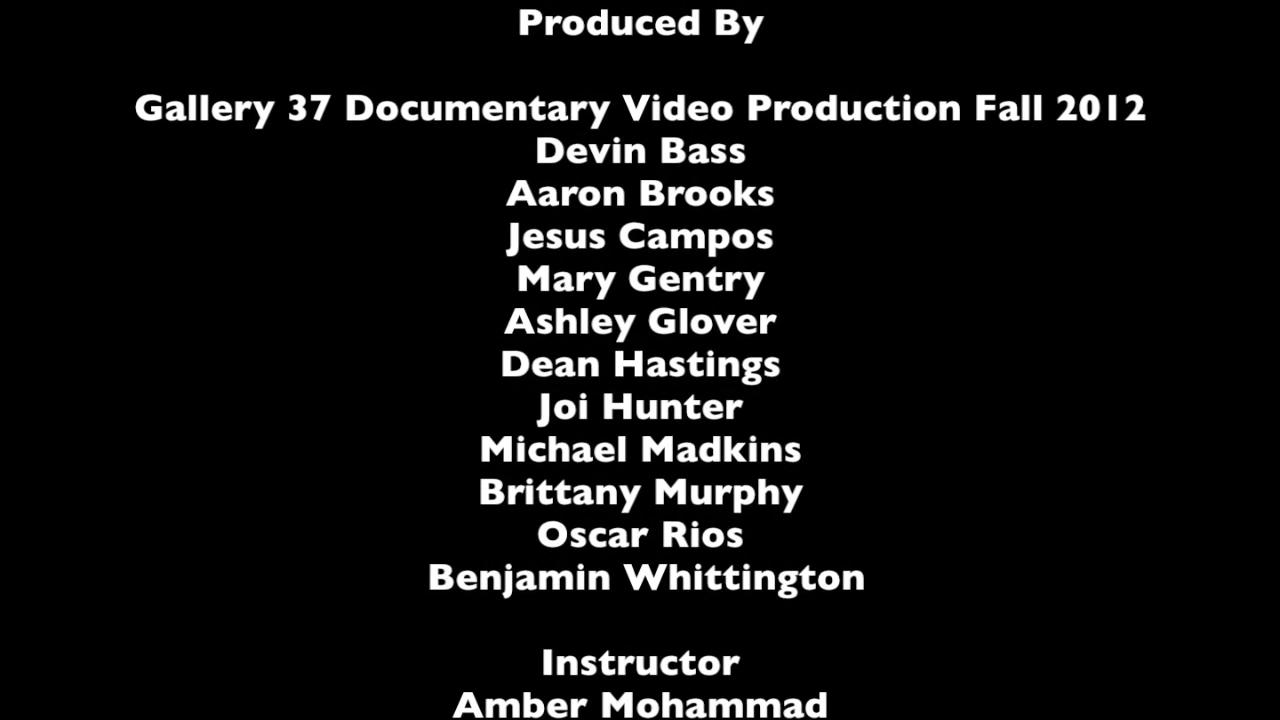 Produced By
Gallery 37 Documentary Video Production Fall 2012
Devin Bass
Aaron Brooks
Jesus Campos
Mary Gentry
Ashley Glover
Dean Hastings
Joi Hunter
Michael Madkins
Brittany Murphy
Oscar Rios
Benjamin Whittington
Instructor
Amber Mohammad